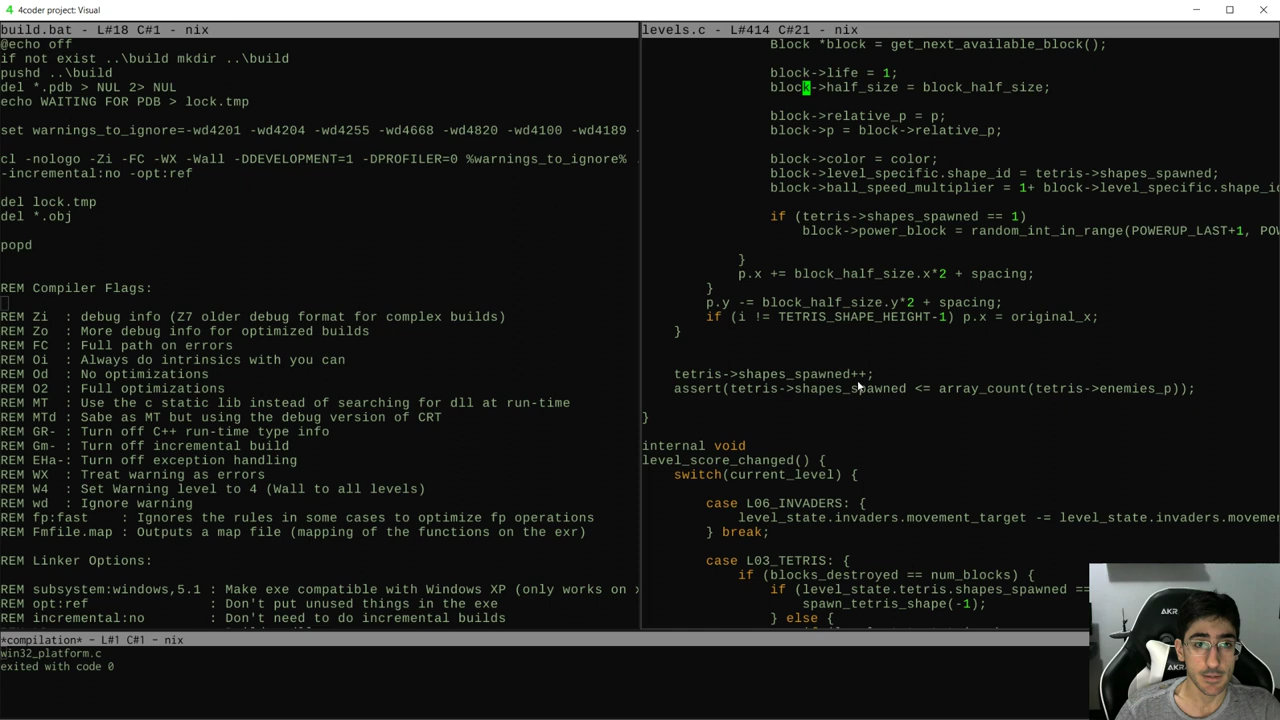 4coder project: Visual
build.bat - L#18 C#1 - nix
@echo off
if not exist ..\build mkdir ..\build
pushd ..\build
del *.pdb > NUL 2> NUL
echo WAITING FOR PDB > lock.tmp
set warnings_to_ignore=-wd4201 -wd4204 -wd4255 -wd4668 -wd4820 -wd4100 -wd4189 -
cl -nologo -Zi -FC -WX -Wall -DDEVELOPMENT=1 -DPROFILER=0 %warnings_to_ignore%
-incremental:no -opt:ref
del lock.tmp
del *.obj
popd
REM Compiler Flags:
REM Zi  : debug info (Z7 older debug format for complex builds)
REM Zo  : More debug info for optimized builds
REM FC  : Full path on errors
REM Oi  : Always do intrinsics with you can
REM Od  : No optimizations
REM O2  : Full optimizations
REM MT  : Use the c static lib instead of searching for dll at run-time
REM MTd : Sabe as MT but using the debug version of CRT
REM GR- : Turn off C++ run-time type info
REM Gm- : Turn off incremental build
REM EHa-: Turn off exception handling
REM WX  : Treat warning as errors
REM W4  : Set Warning level to 4 (Wall to all levels)
REM wd  : Ignore warning
REM fp:fast    : Ignores the rules in some cases to optimize fp operations
REM Fmfile.map : Outputs a map file (mapping of the functions on the exr)
REM Linker Options:
REM subsystem:windows,5.1 : Make exe compatible with Windows XP (only works on
REM opt:ref               : Don't put unused things in the exe
REM incremental:no        : Don't need to do incremental builds
levels.c - L#414 C#21 - nix
Block *block = get_next_available_block();
block->life = 1;
block->half_size = block_half_size;
block->relative_p = p;
block->p = block->relative_p;
block->color = color;
block->level_specific.shape_id = tetris->shapes_spawned;
block->ball_speed_multiplier = 1+ block->level_specific.shape_id
if (tetris->shapes_spawned == 1)
block->power_block = random_int_in_range(POWERUP_LAST+1, PO
}
p.x += block_half_size.x*2 + spacing;
}
p.y -= block_half_size.y*2 + spacing;
if (i != TETRIS_SHAPE_HEIGHT-1) p.x = original_x;
}
tetris->shapes_spawned++;
assert(tetris->shapes_spawned <= array_count(tetris->enemies_p));
}
internal void
level_score_changed() {
switch(current_level) {
case L06_INVADERS: {
level_state.invaders.movement_target -= level_state.invaders.movemen
} break;
case L03_TETRIS: {
if (blocks_destroyed == num_blocks) {
if (level_state.tetris.shapes_spawned ==
spawn_tetris_shape(-1);
} else {
*compilation* - L#1 C#1 - nix
win32_platform.c
exited with code 0
AKR
AKRA